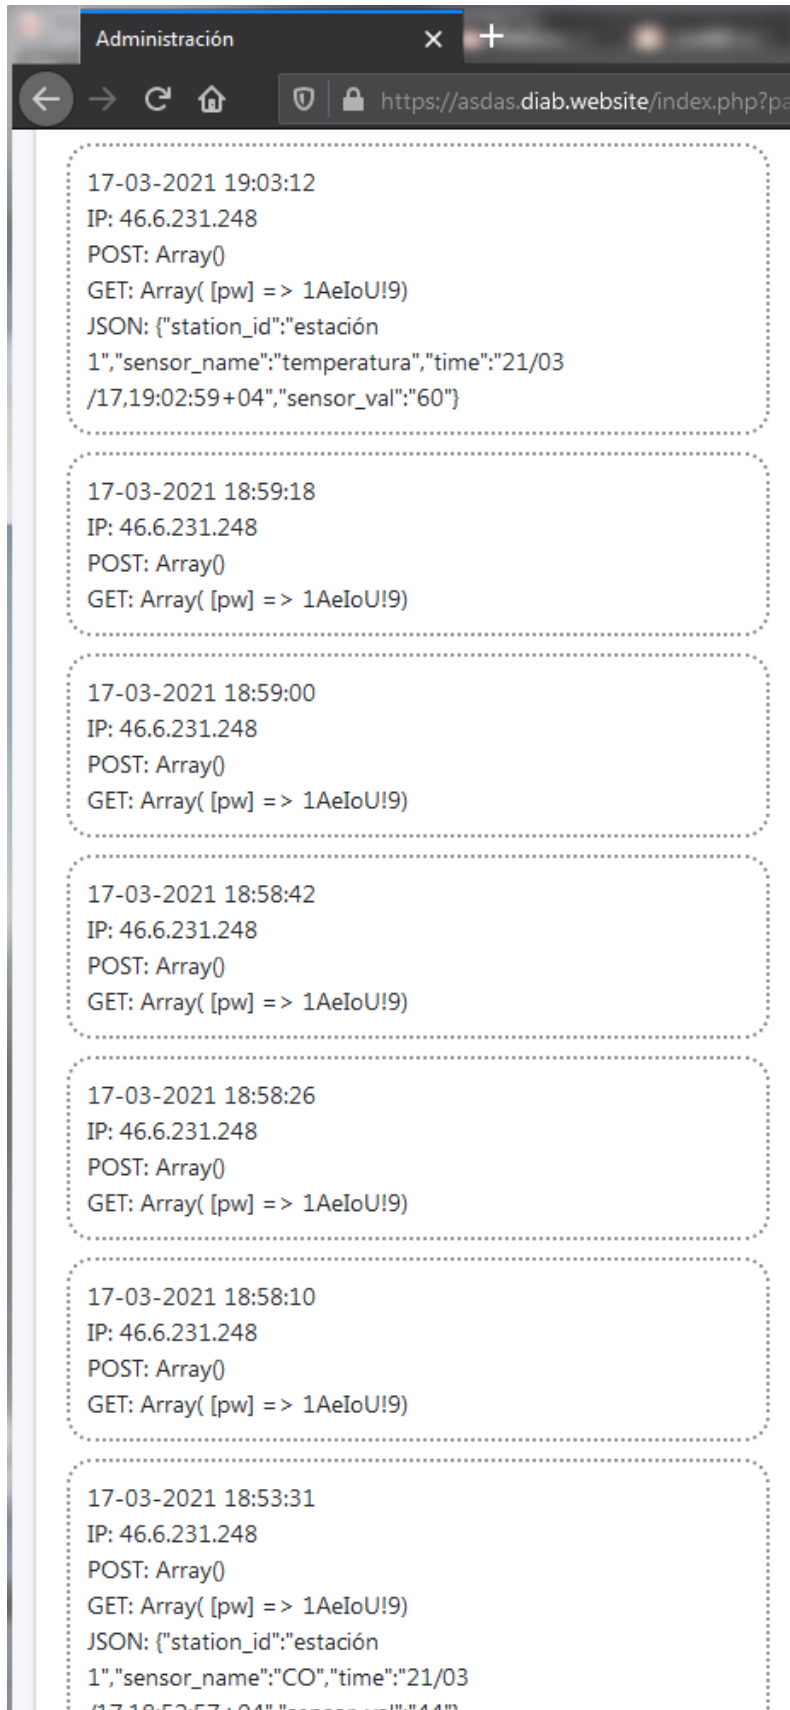 Administración
https://asdas.diab.website/index.php?pa
17-03-2021 19:03:12
IP: 46.6.231.248
POST: Array()
GET: Array( [pw] => 1AeIoU!9)
JSON: {"station_id":"estación
1","sensor_name":"temperatura","time":"21/03
/17,19:02:59+04","sensor_val":"60"}
17-03-2021 18:59:18
IP: 46.6.231.248
POST: Array()
GET: Array( [pw] => 1AeIoU!9)
17-03-2021 18:59:00
IP: 46.6.231.248
POST: Array()
GET: Array( [pw] => 1AeIoU!9)
17-03-2021 18:58:42
IP: 46.6.231.248
POST: Array()
GET: Array( [pw] => 1AeIoU!9)
17-03-2021 18:58:26
IP: 46.6.231.248
POST: Array()
GET: Array( [pw] => 1AeIoU!9)
17-03-2021 18:58:10
IP: 46.6.231.248
POST: Array()
GET: Array( [pw] => 1AeIoU!9)
17-03-2021 18:53:31
IP: 46.6.231.248
POST: Array()
GET: Array( [pw] => 1AeIoU!9)
JSON: {"station_id":"estación
1","sensor_name":"CO","time":"21/03